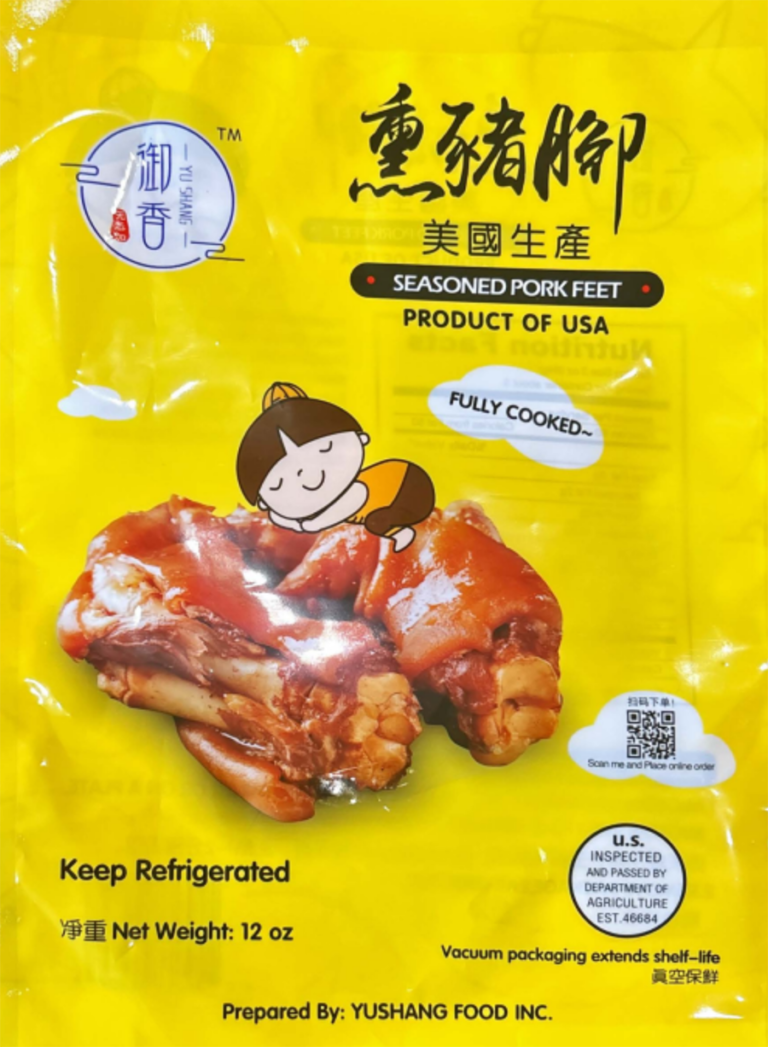 御香
YU SHANG
TM
熏豬腳
美國生產
SEASONED PORK FEET
PRODUCT OF USA
Nutrition Facts
FULLY COOKED~
扫码下单!
Scan me and Place online order
U.S.
INSPECTED
AND PASSED BY
DEPARTMENT OF
AGRICULTURE
EST.46684
Keep Refrigerated
淨重 Net Weight: 12 oz
Vacuum packaging extends shelf-life
真空保鮮
Prepared By: YUSHANG FOOD INC.